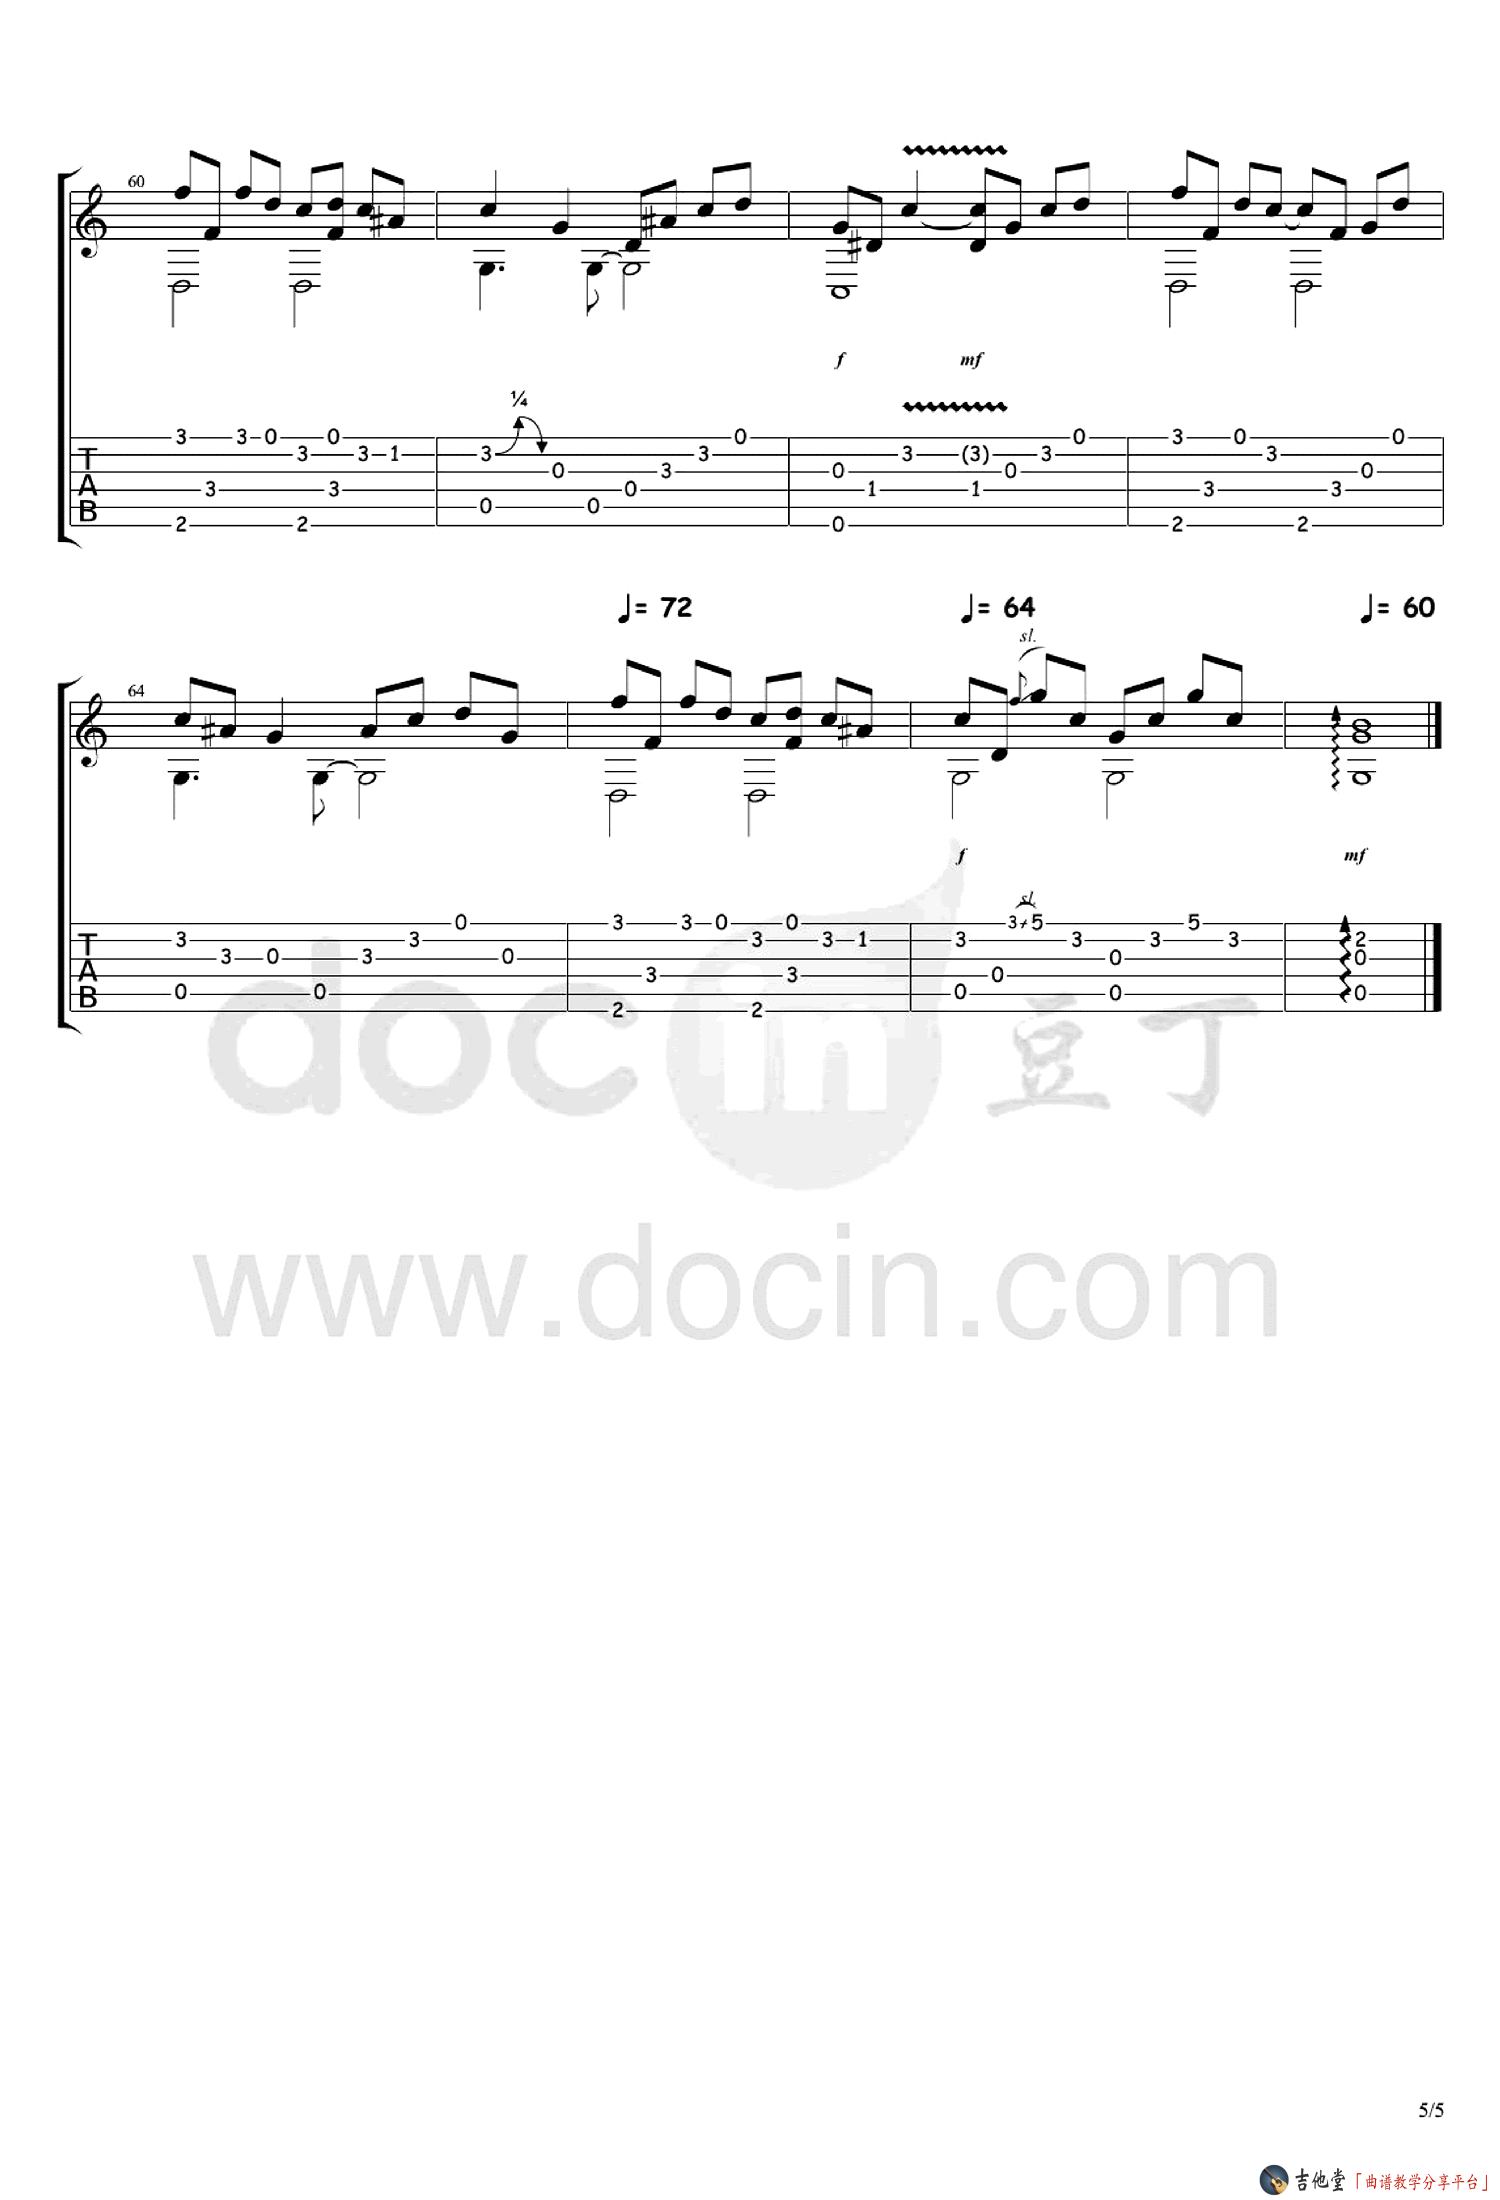 60
f mf
¼
3 3 0 0 3 0 0 3 0 3 0 0
3 3 1 3 3 3 (3) 3 3
0 3 0 0 0
3 3 0 1 1 3 3
0 0
2 2 0 2 2
T
A
B
♩= 72 ♩= 64 ♩= 60
sl.
64
f mf
sl.
0 3 3 0 0 3 5 5
3 3 3 3 1 3 3 3 3 2
3 0 3 0 0 0
3 3 0
0 0 0 0 0
2 2
T
A
B
docin 豆丁
www.docin.com
5/5
吉他堂「曲谱教学分享平台」